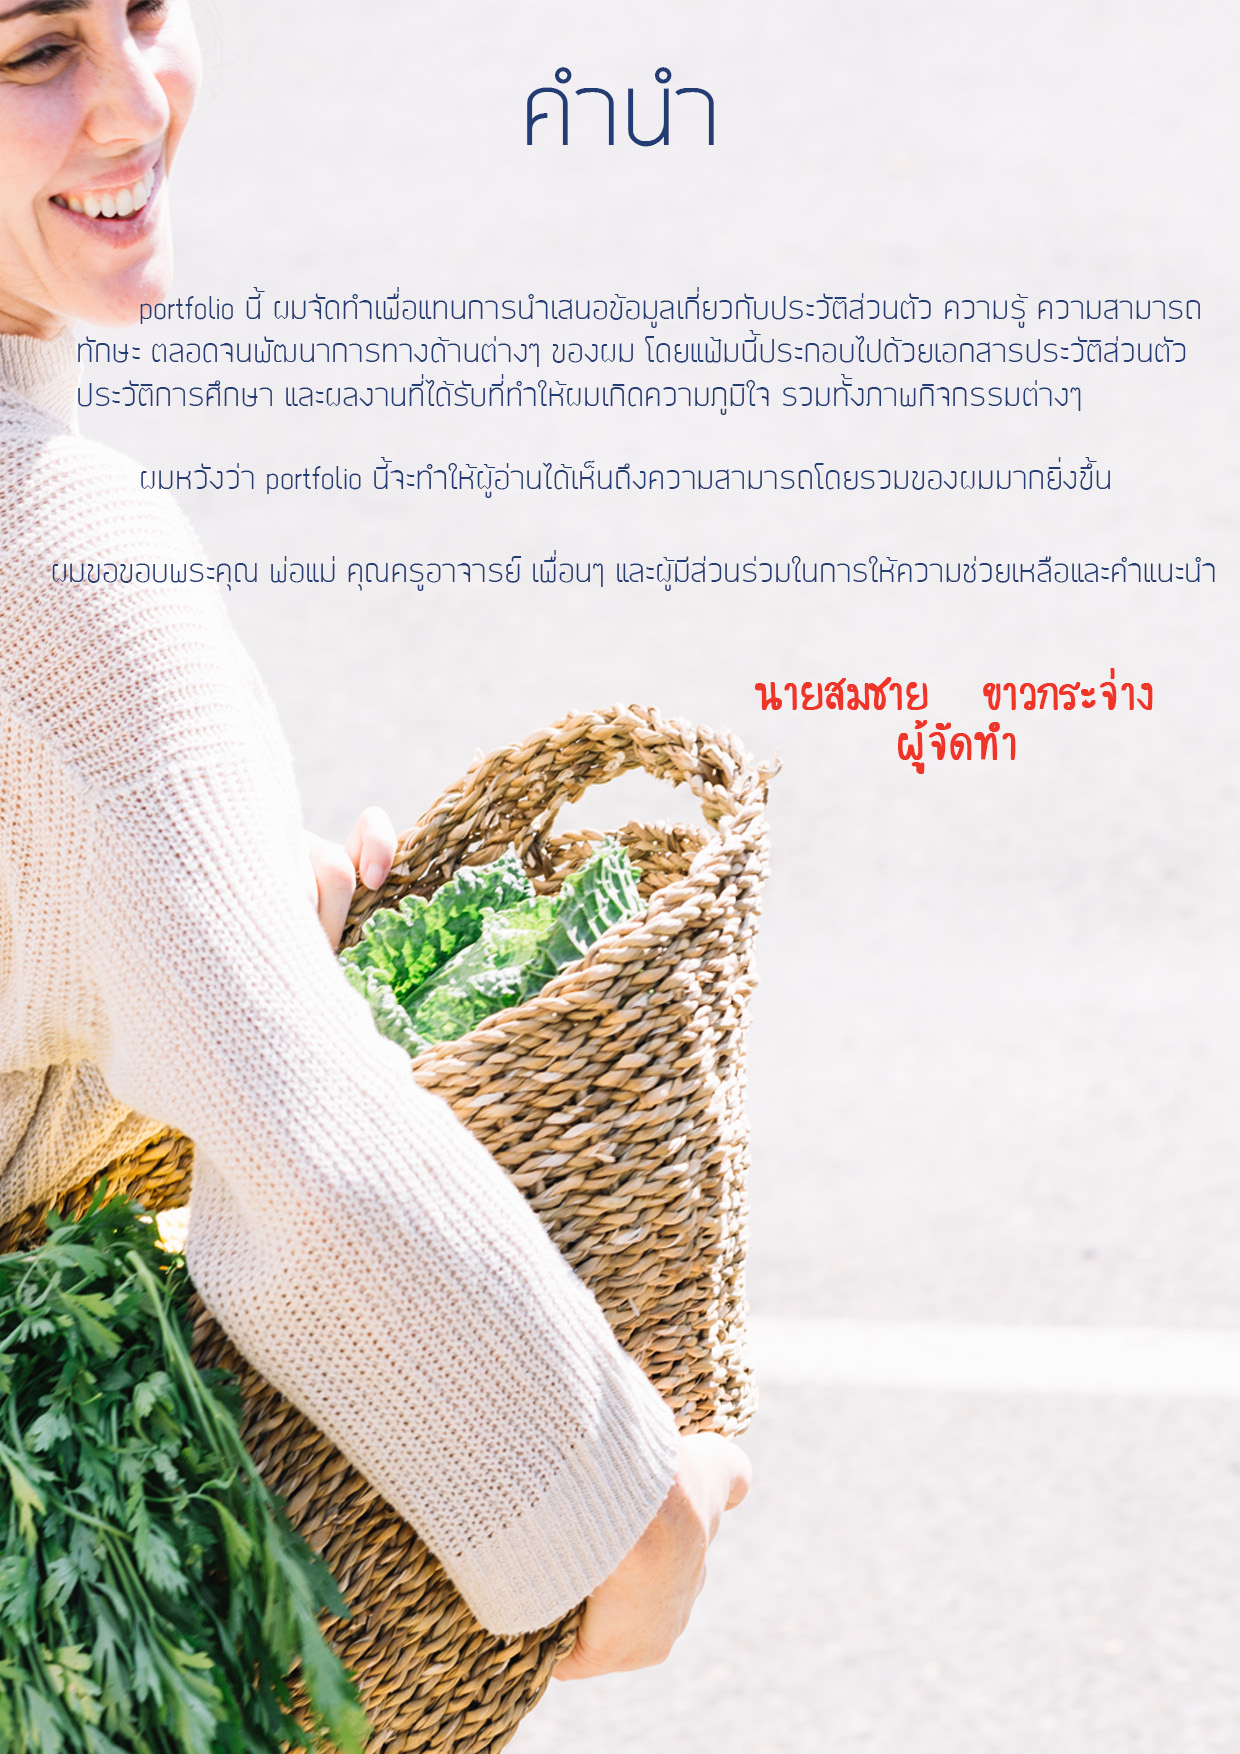 คำนำ
portfolio นี้ ผมจัดทำเพื่อแทนการนำเสนอข้อมูลเกี่ยวกับประวัติส่วนตัว ความรู้ ความสามารถ
ทักษะ ตลอดจนพัฒนาการทางด้านต่างๆ ของผม โดยแฟ้มนี้ประกอบไปด้วยเอกสารประวัติส่วนตัว
ประวัติการศึกษา และผลงานที่ได้รับที่ทำให้ผมเกิดความภูมิใจ รวมทั้งภาพกิจกรรมต่างๆ
ผมหวังว่า portfolio นี้จะทำให้ผู้อ่านได้เห็นถึงความสามารถโดยรวมของผมมากยิ่งขึ้น
ผมขอขอบพระคุณ พ่อแม่ คุณครูอาจารย์ เพื่อนๆ และผู้มีส่วนร่วมในการให้ความช่วยเหลือและคำแนะนำ
นายสมชาย ขาวกระจ่าง
ผู้จัดทำ